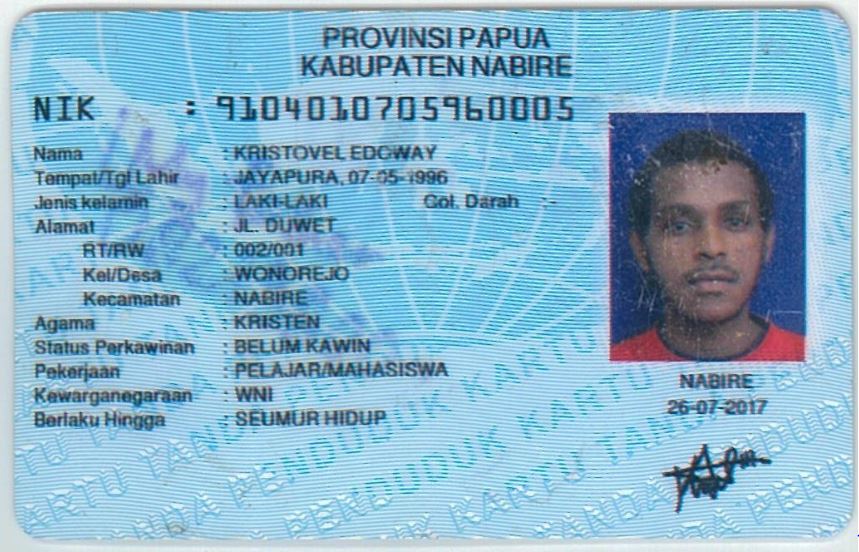 PROVINSI PAPUA
KABUPATEN NABIRE
NIK : 9104010705960005
Nama : KRISTOVEL EDOWAY
Tempat/Tgl Lahir : JAYAPURA, 07-05-1996
Jenis kelamin : LAKI-LAKI Gol. Darah :-
Alamat : JL. DUWET
RT/RW : 002/001
Kel/Desa : WONOREJO
Kecamatan : NABIRE
Agama : KRISTEN
Status Perkawinan : BELUM KAWIN
Pekerjaan : PELAJAR/MAHASISWA
Kewarganegaraan : WNI
Berlaku Hingga : SEUMUR HIDUP
NABIRE
26-07-2017
KARTU TANDA PENDUDUK KARTU TANDA PENDUDUK